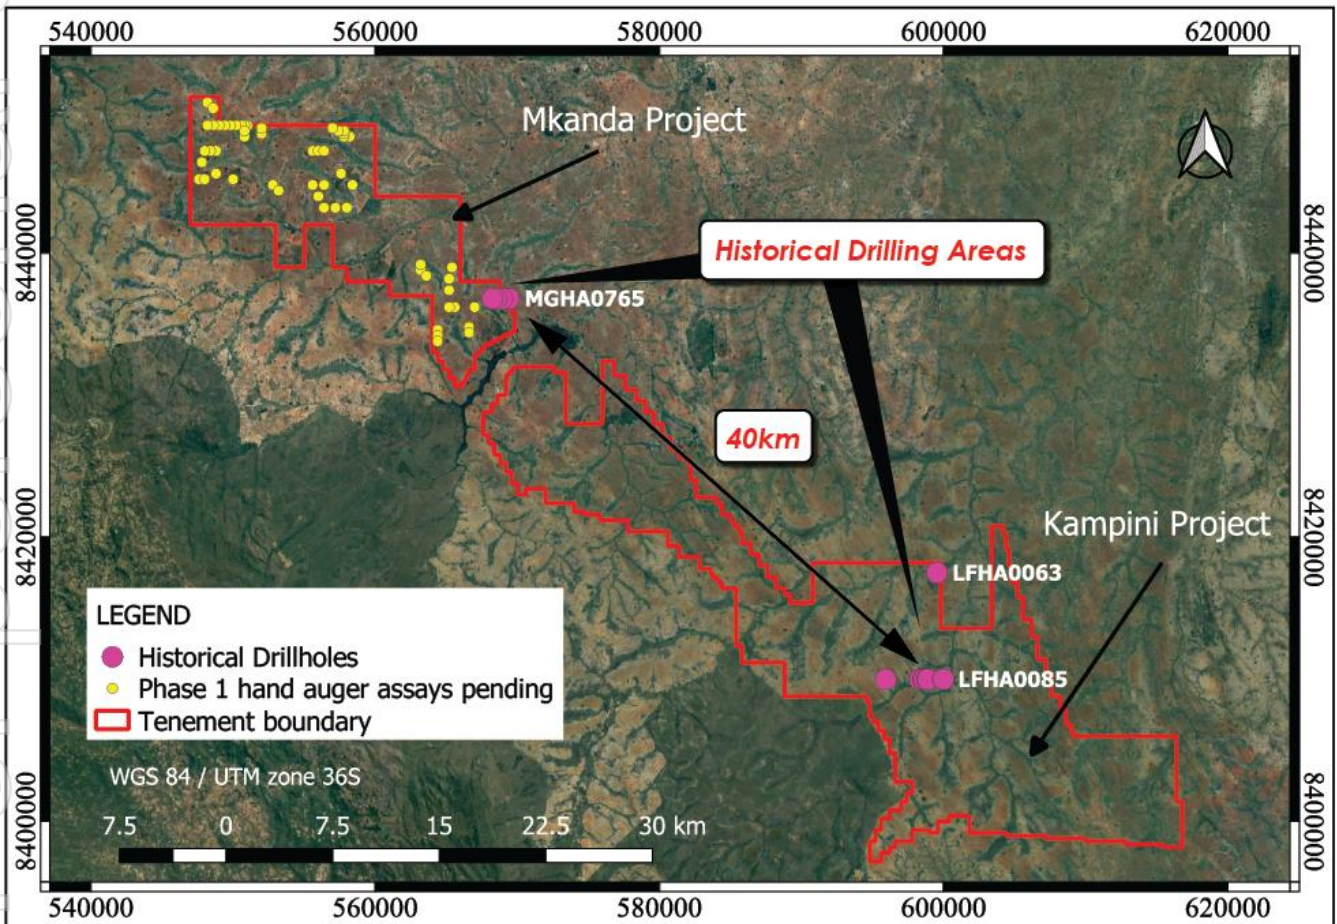 540000 560000 580000 600000 620000
Mkanda Project
8440000 8440000
Historical Drilling Areas
MGHA0765
40km
Kampini Project
8420000 8420000
LFHA0063
LFHA0085
LEGEND
Historical Drillholes
Phase 1 hand auger assays pending
Tenement boundary
WGS 84 / UTM zone 36S
7.5 0 7.5 15 22.5 30 km
8400000 8400000
540000 560000 580000 600000 620000